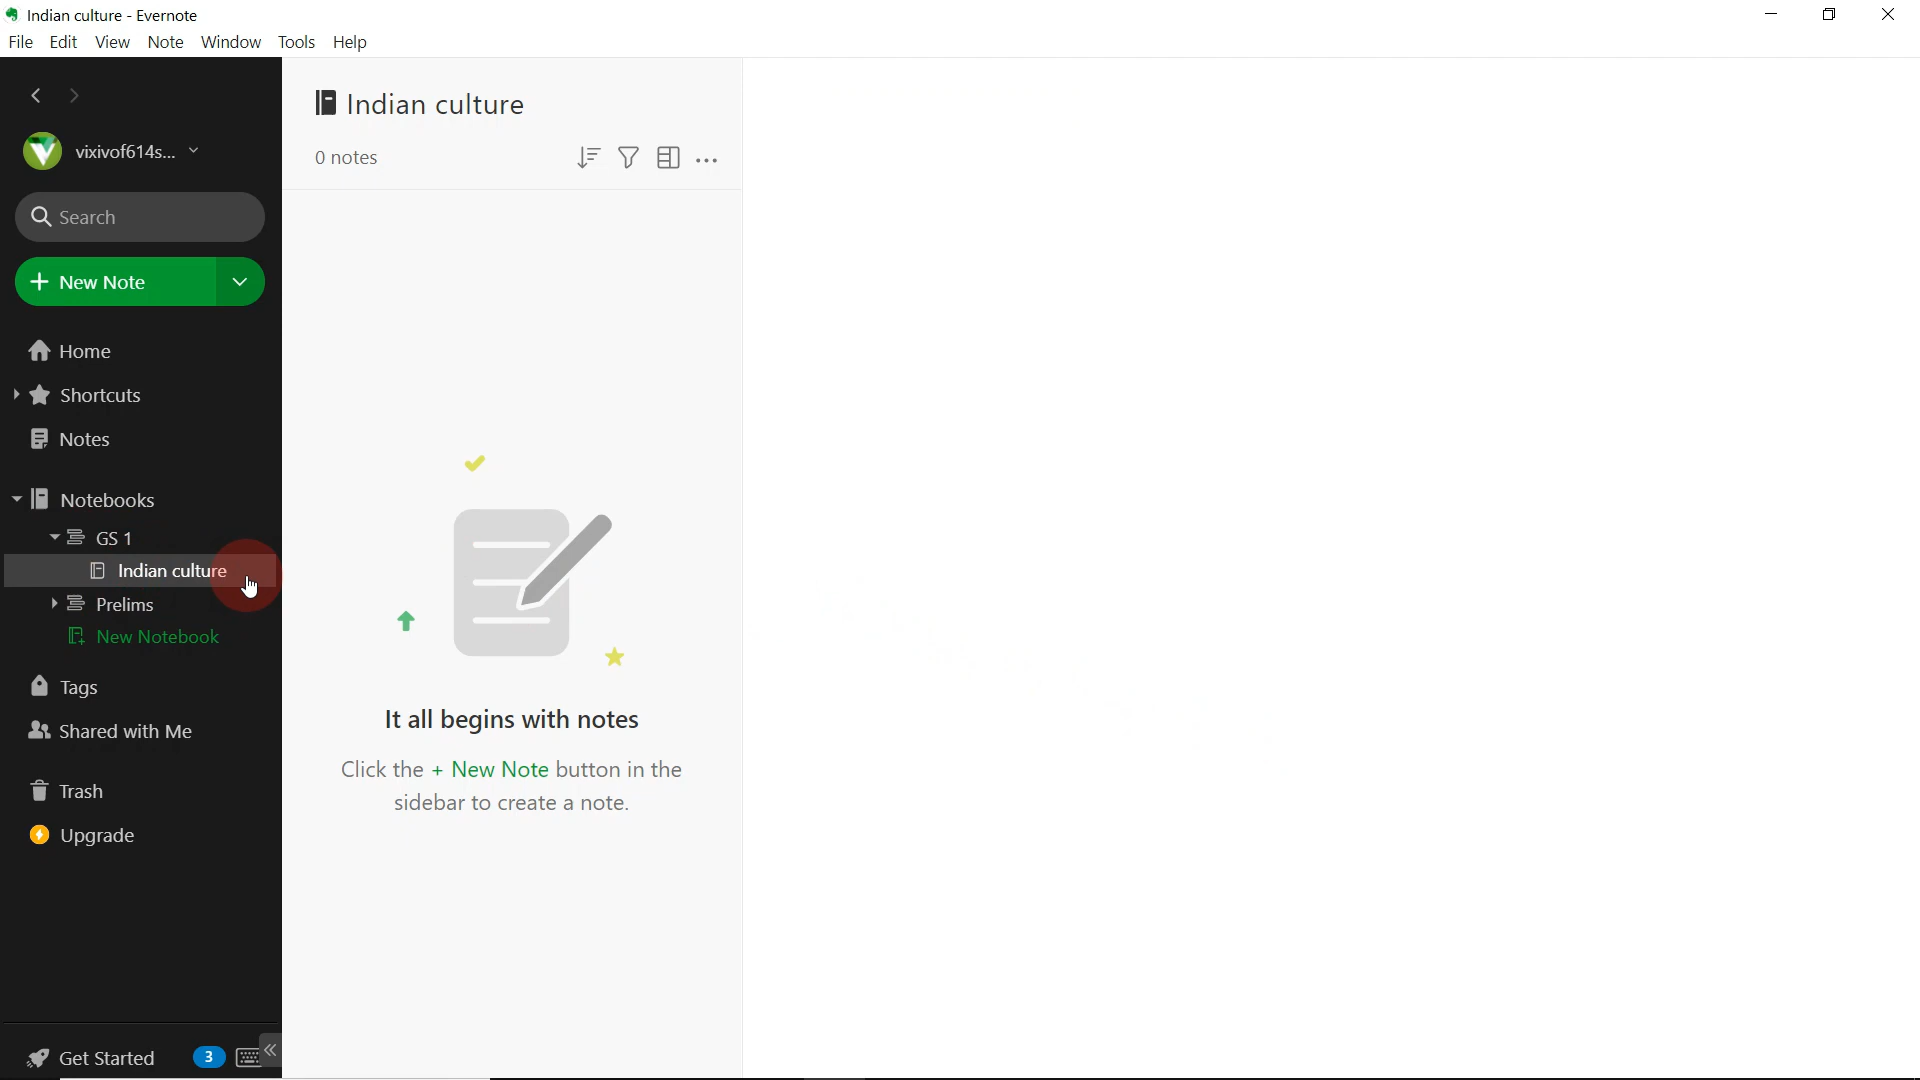 Indian culture - Evernote
File Edit View Note Window Tools Help
vixivof614s...
Search
New Note
Home
Shortcuts
Notes
Notebooks
GS 1
Indian culture
Prelims
New Notebook
Tags
Shared with Me
Trash
Upgrade
Get Started 3
Indian culture
0 notes
It all begins with notes
Click the + New Note button in the
sidebar to create a note.